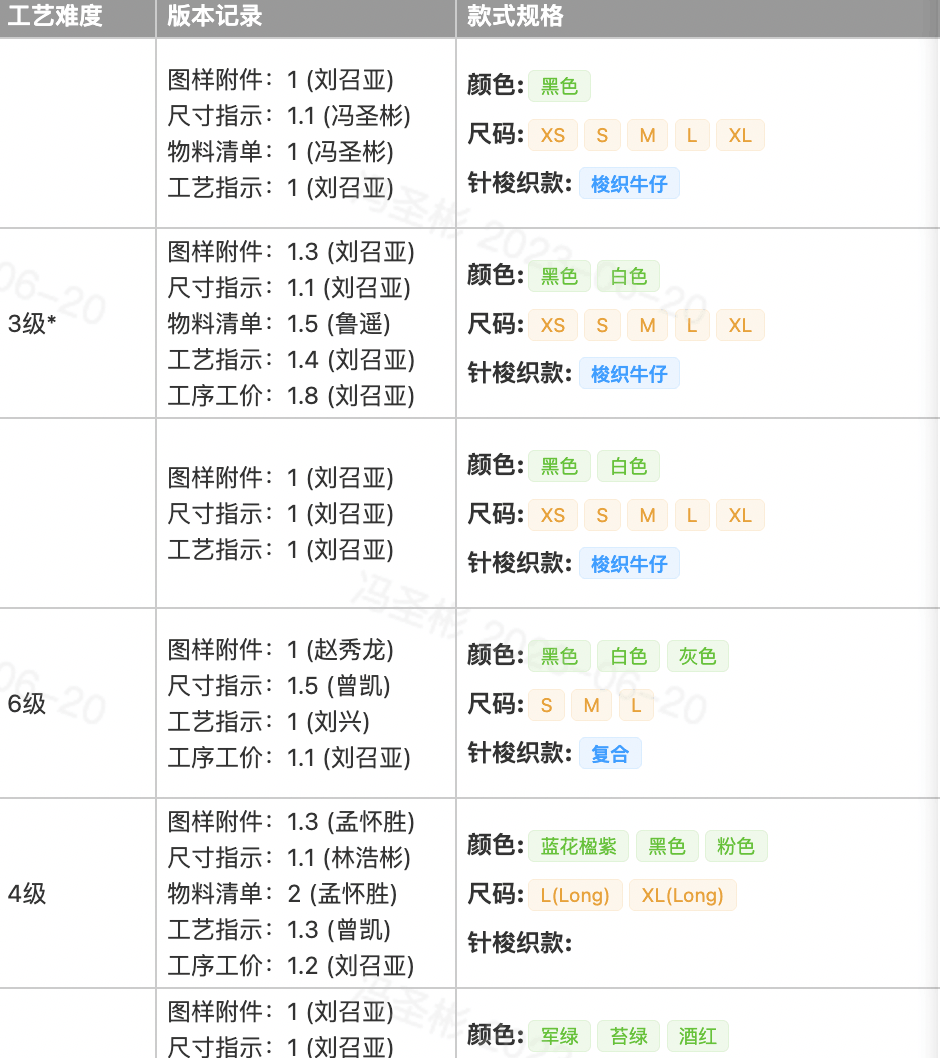 工艺难度 版本记录 款式规格
图样附件：1 (刘召亚)
尺寸指示：1.1 (冯圣彬)
物料清单：1 (冯圣彬)
工艺指示：1 (刘召亚)
颜色: 黑色
尺码: XS S M L XL
针梭织款: 梭织牛仔
3级*
图样附件：1.3 (刘召亚)
尺寸指示：1.1 (刘召亚)
物料清单：1.5 (鲁遥)
工艺指示：1.4 (刘召亚)
工序工价：1.8 (刘召亚)
颜色: 黑色 白色
尺码: XS S M L XL
针梭织款: 梭织牛仔
图样附件：1 (刘召亚)
尺寸指示：1 (刘召亚)
工艺指示：1 (刘召亚)
颜色: 黑色 白色
尺码: XS S M L XL
针梭织款: 梭织牛仔
6级
图样附件：1 (赵秀龙)
尺寸指示：1.5 (曾凯)
工艺指示：1 (刘兴)
工序工价：1.1 (刘召亚)
颜色: 黑色 白色 灰色
尺码: S M L
针梭织款: 复合
4级
图样附件：1.3 (孟怀胜)
尺寸指示：1.1 (林浩彬)
物料清单：2 (孟怀胜)
工艺指示：1.3 (曾凯)
工序工价：1.2 (刘召亚)
颜色: 蓝花楹紫 黑色 粉色
尺码: L(Long) XL(Long)
针梭织款:
图样附件：1 (刘召亚)
尺寸指示：1 (刘召亚)
颜色: 军绿 苔绿 酒红
冯圣彬 2023-06-20
06-20
冯圣彬 2023-06-20
06-20
冯圣彬